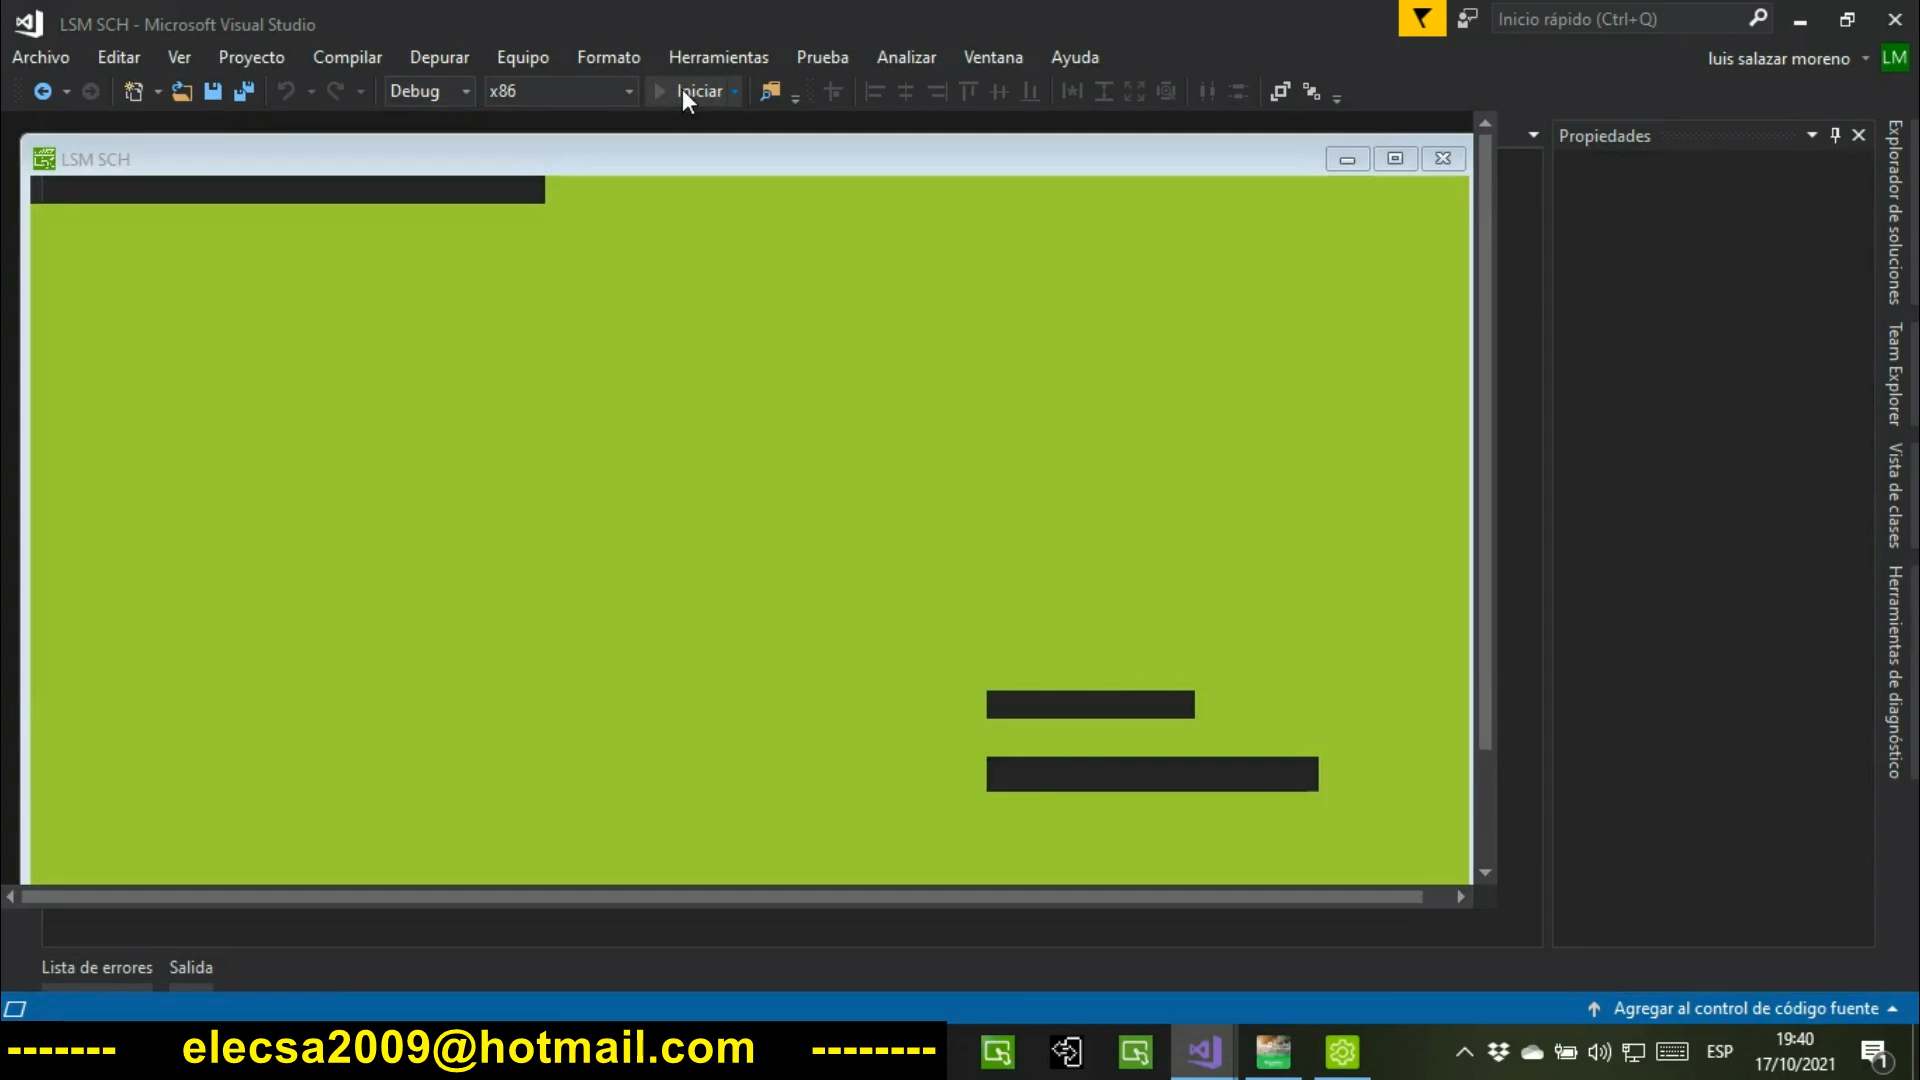 LSM SCH - Microsoft Visual Studio
Inicio rápido (Ctrl+Q)
Archivo Editar Ver Proyecto Compilar Depurar Equipo Formato Herramientas Prueba Analizar Ventana Ayuda
luis salazar moreno LM
Debug x86 Iniciar
LSM SCH
Propiedades
Explorador de soluciones
Team Explorer
Vista de clases
Herramientas de diagnóstico
Lista de errores Salida
Agregar al control de código fuente
------- elecsa2009@hotmail.com --------
ESP
19:40
17/10/2021
1